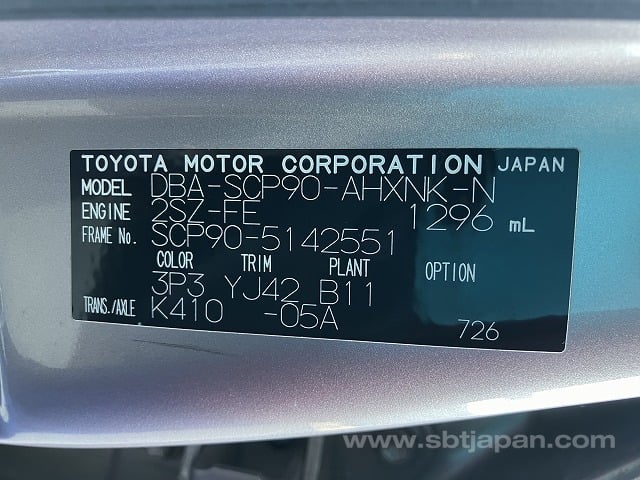 TOYOTA MOTOR CORPORATION JAPAN
MODEL DBA-SCP90-AHXNK-N
ENGINE 2SZ-FE 1296 mL
FRAME No. SCP90-5142551
COLOR TRIM PLANT OPTION
3P3 YJ42 B11
TRANS./AXLE K410 -05A
726
www.sbtjapan.com